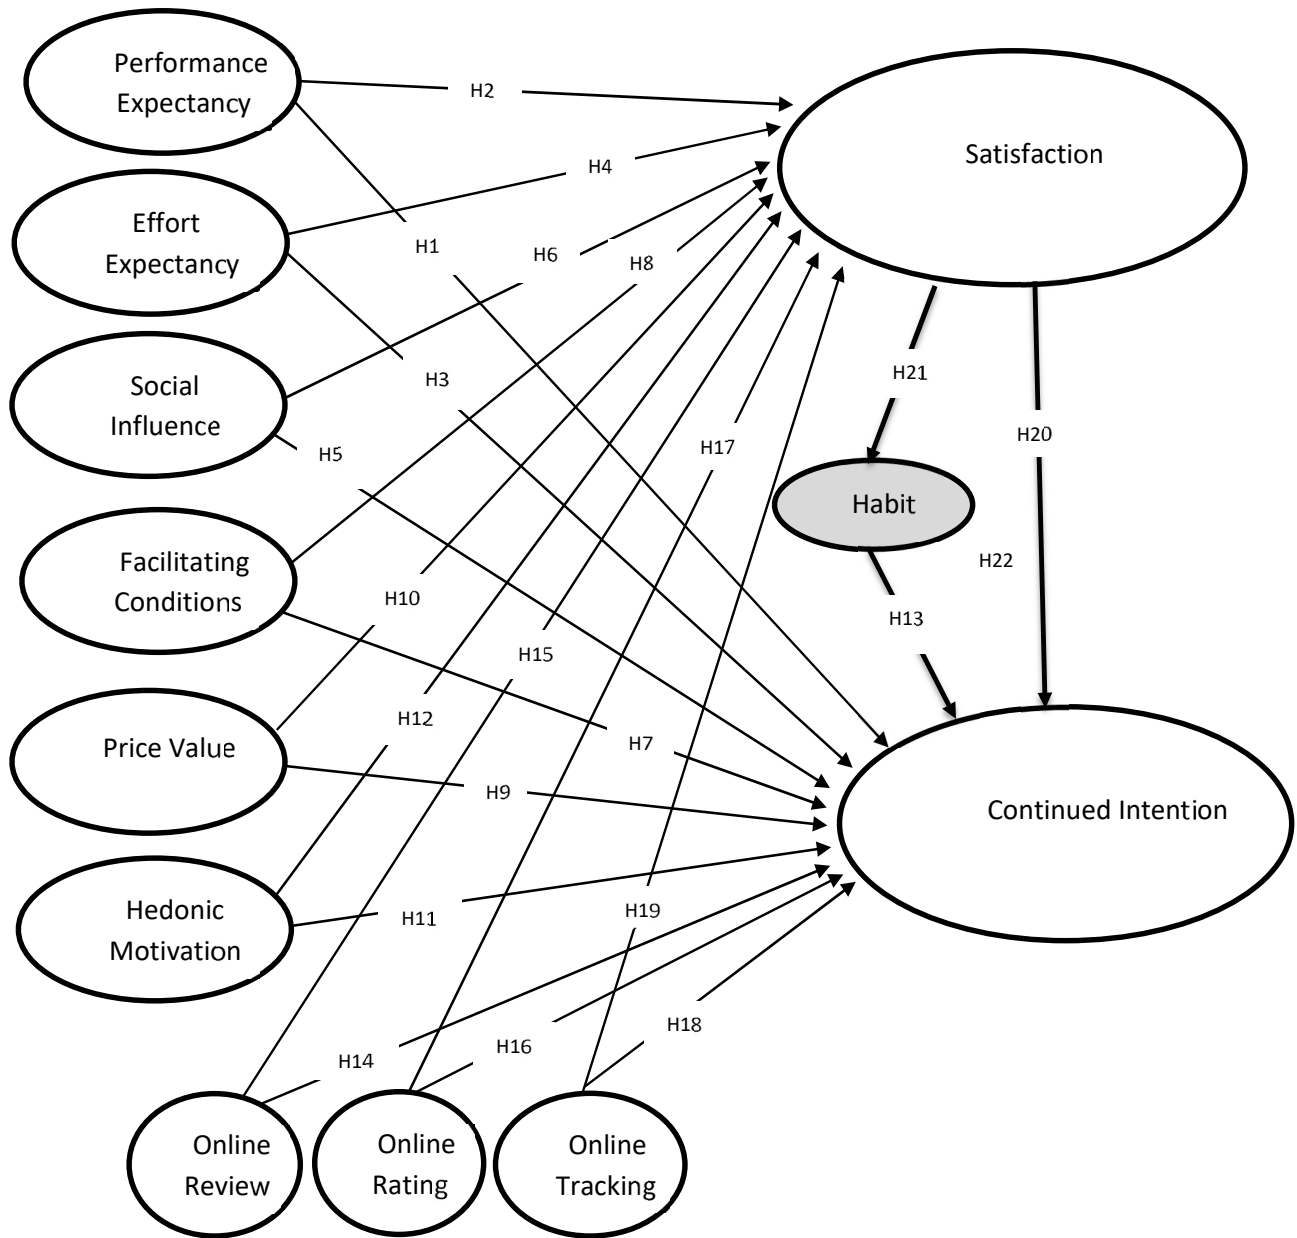 Performance
Expectancy
H2
Satisfaction
H4
Effort
Expectancy
H1
H6
H8
Social
Influence
H3
H21
H5
H17
H20
Habit
Facilitating
Conditions
H22
H10
H13
H15
Price Value
H12
H7
H9
Continued Intention
Hedonic
Motivation
H11
H19
H18
H16
H14
Online
Review
Online
Rating
Online
Tracking